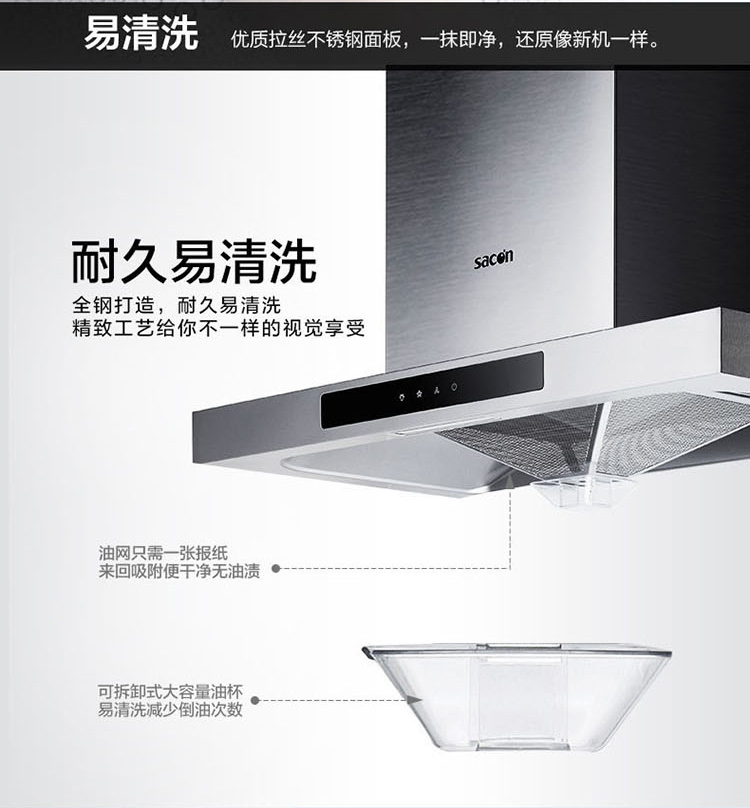 易清洗 优质拉丝不锈钢面板，一抹即净，还原像新机一样。
sacon
耐久易清洗
全钢打造，耐久易清洗
精致工艺给你不一样的视觉享受
油网只需一张报纸
来回吸附便干净无油渍
可拆卸式大容量油杯
易清洗减少倒油次数